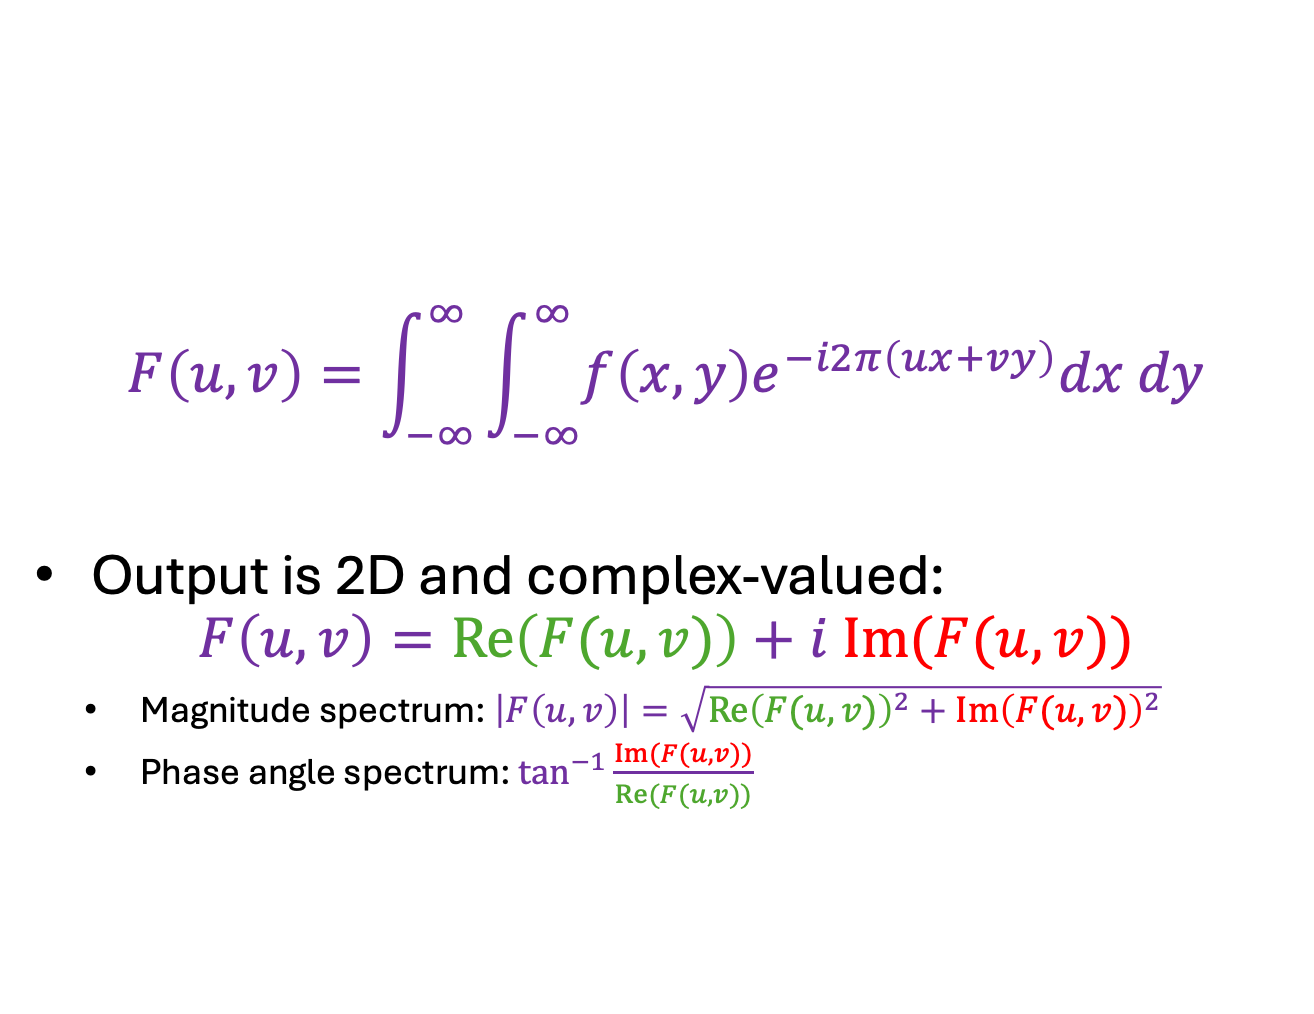 F(u, v) = ∫_{−∞}^{∞} ∫_{−∞}^{∞} f(x, y)e^{−i2π(ux+vy)} dx dy
• Output is 2D and complex-valued:
F(u, v) = Re(F(u, v)) + i Im(F(u, v))
• Magnitude spectrum: |F(u, v)| = √(Re(F(u, v))² + Im(F(u, v))²)
• Phase angle spectrum: tan⁻¹ Im(F(u,v))/Re(F(u,v))